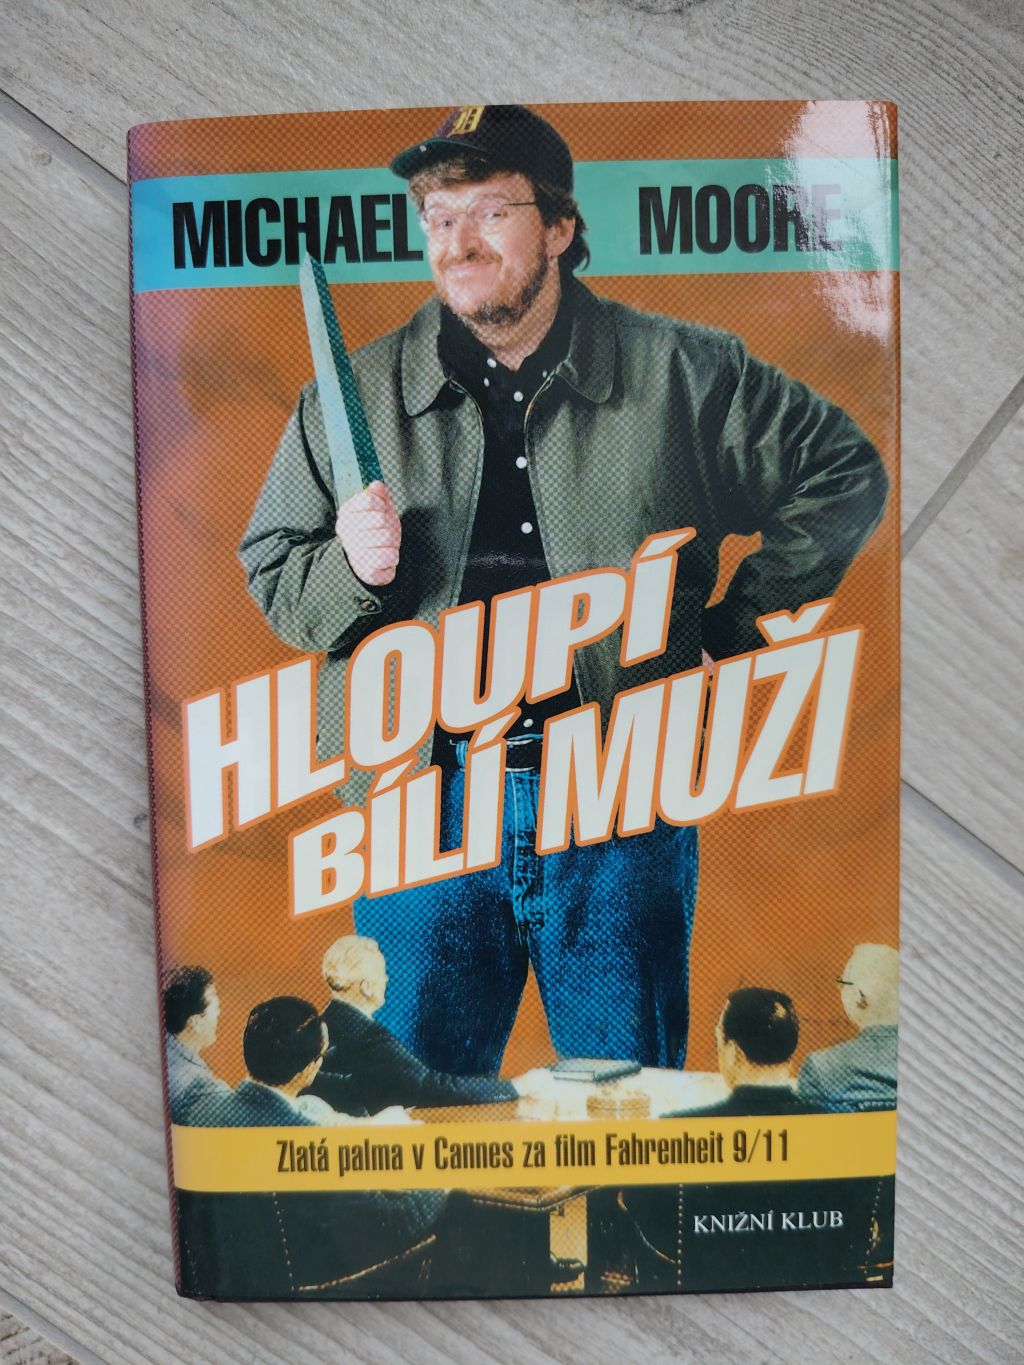 MICHAEL MOORE
HLOUPÍ
BÍLÍ MUŽI
Zlatá palma v Cannes za film Fahrenheit 9/11
KNIŽNÍ KLUB